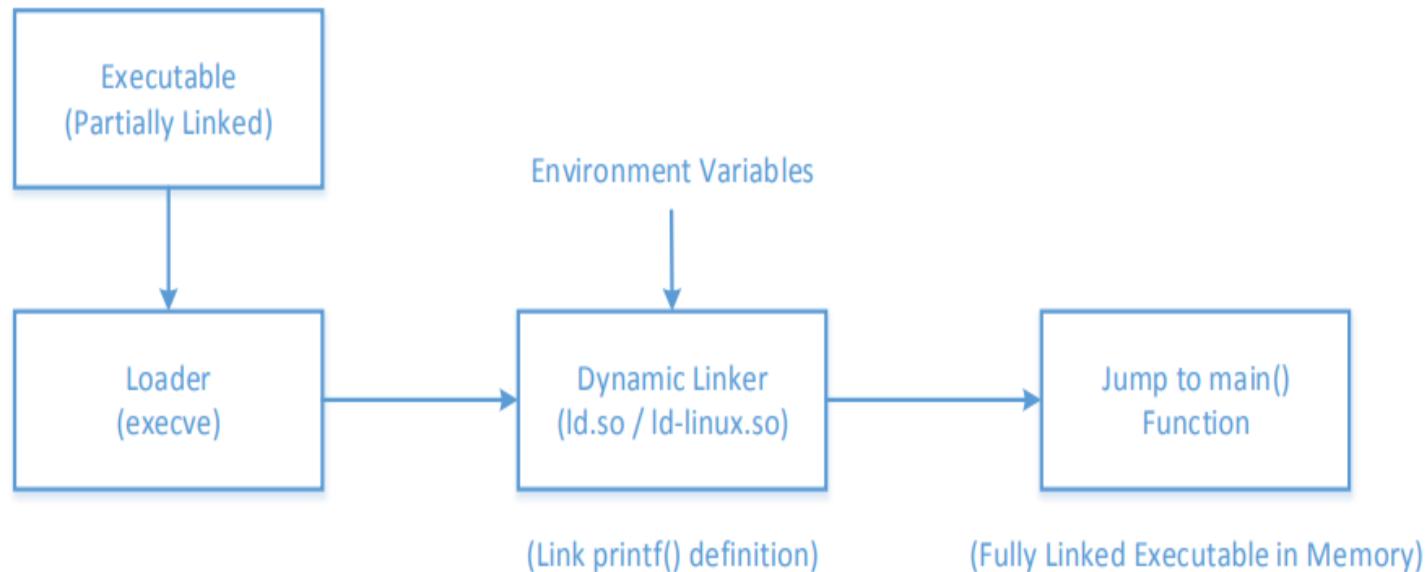 Executable
(Partially Linked)
Environment Variables
Loader
(execve)
Dynamic Linker
(ld.so / ld-linux.so)
Jump to main()
Function
(Link printf() definition)
(Fully Linked Executable in Memory)